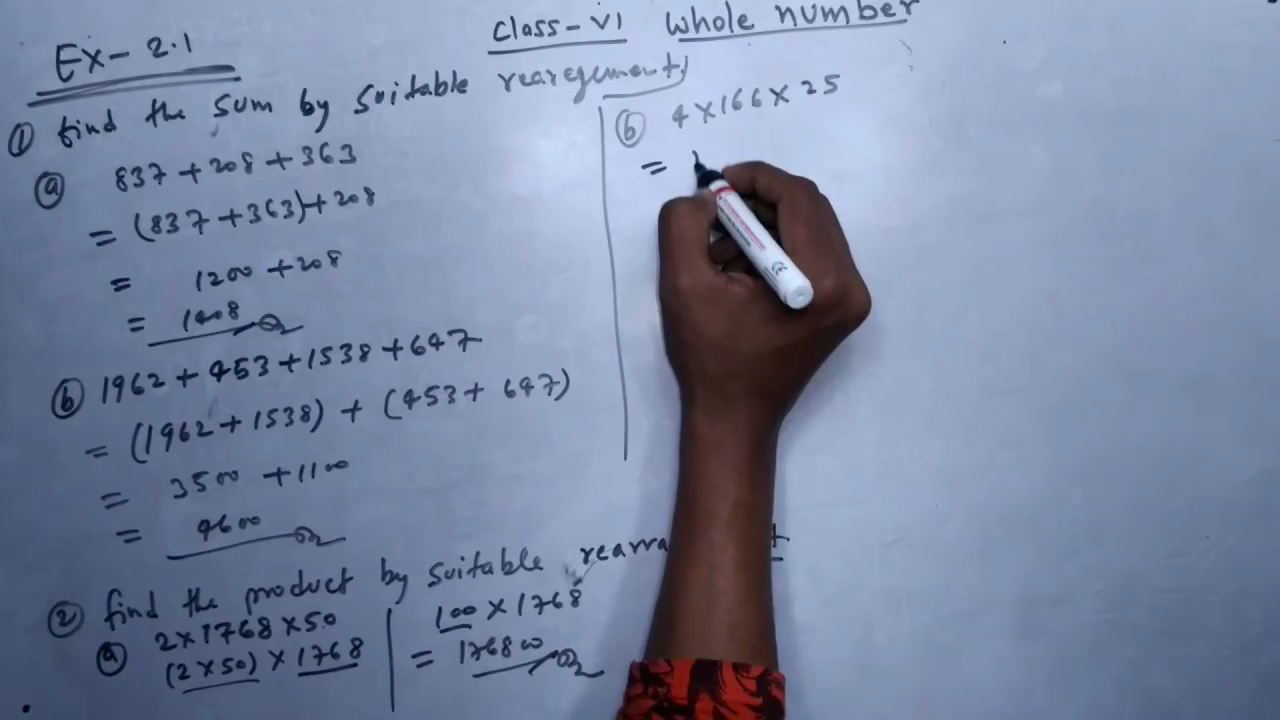 Class-VI Whole number
Ex- 2.1
① find the sum by suitable rearegement)
ⓐ 837 + 208 + 363
= (837 + 363) + 208
= 1200 + 208
= 1408
ⓑ 1962 + 453 + 1538 + 647
= (1962 + 1538) + (453 + 647)
= 3500 + 1100
= 4600
② find the product by suitable
ⓐ 2 × 1768 × 50
(2 × 50) × 1768
100 × 1768
= 176800
ⓑ 4 × 166 × 25
=